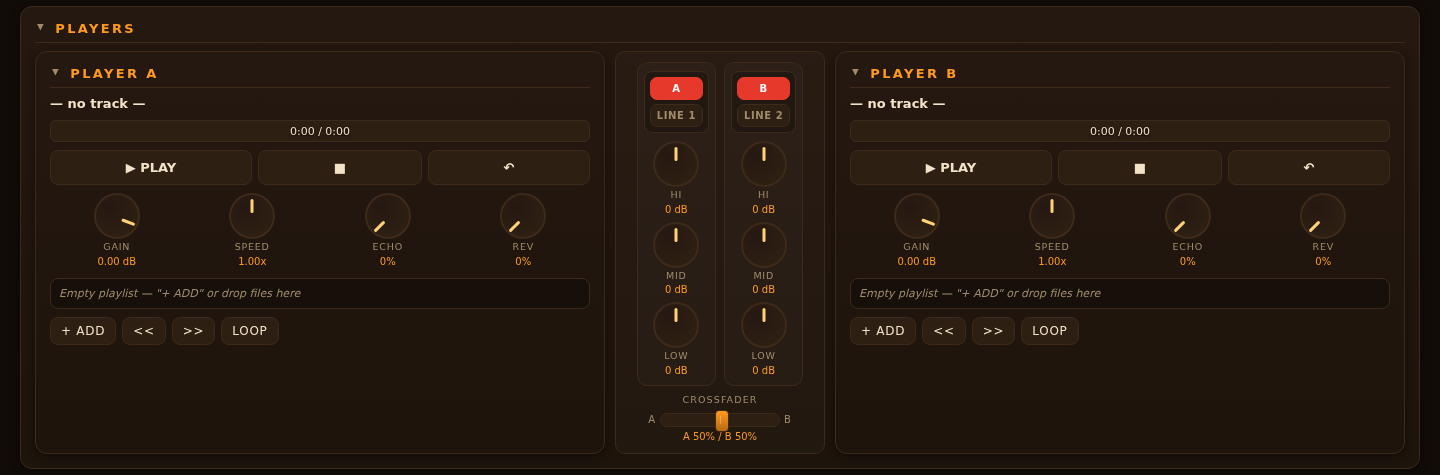 ▼ PLAYERS
▼ PLAYER A
— no track —
0:00 / 0:00
▶ PLAY ■ ↶
GAIN SPEED ECHO REV
0.00 dB 1.00x 0% 0%
Empty playlist — "+ ADD" or drop files here
+ ADD << >> LOOP
A B
LINE 1 LINE 2
HI HI
0 dB 0 dB
MID MID
0 dB 0 dB
LOW LOW
0 dB 0 dB
CROSSFADER
A B
A 50% / B 50%
▼ PLAYER B
— no track —
0:00 / 0:00
▶ PLAY ■ ↶
GAIN SPEED ECHO REV
0.00 dB 1.00x 0% 0%
Empty playlist — "+ ADD" or drop files here
+ ADD << >> LOOP